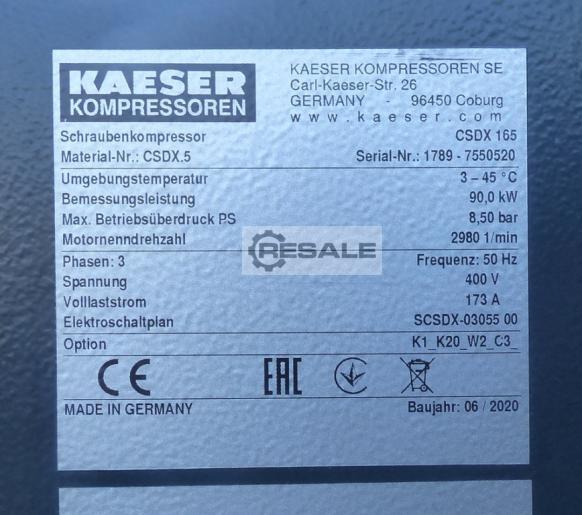 KAESER
KOMPRESSOREN
KAESER KOMPRESSOREN SE
Carl-Kaeser-Str. 26
GERMANY - 96450 Coburg
www.kaeser.com
Schraubenkompressor CSDX 165
Material-Nr.: CSDX.5 Serial-Nr.: 1789 - 7550520
Umgebungstemperatur 3 – 45 °C
Bemessungsleistung 90,0 kW
Max. Betriebsüberdruck PS 8,50 bar
Motornenndrehzahl 2980 1/min
RESALE
Phasen: 3 Frequenz: 50 Hz
Spannung 400 V
Volllaststrom 173 A
Elektroschaltplan SCSDX-03055 00
Option K1_K20_W2_C3_
CE EAC
MADE IN GERMANY Baujahr: 06 / 2020